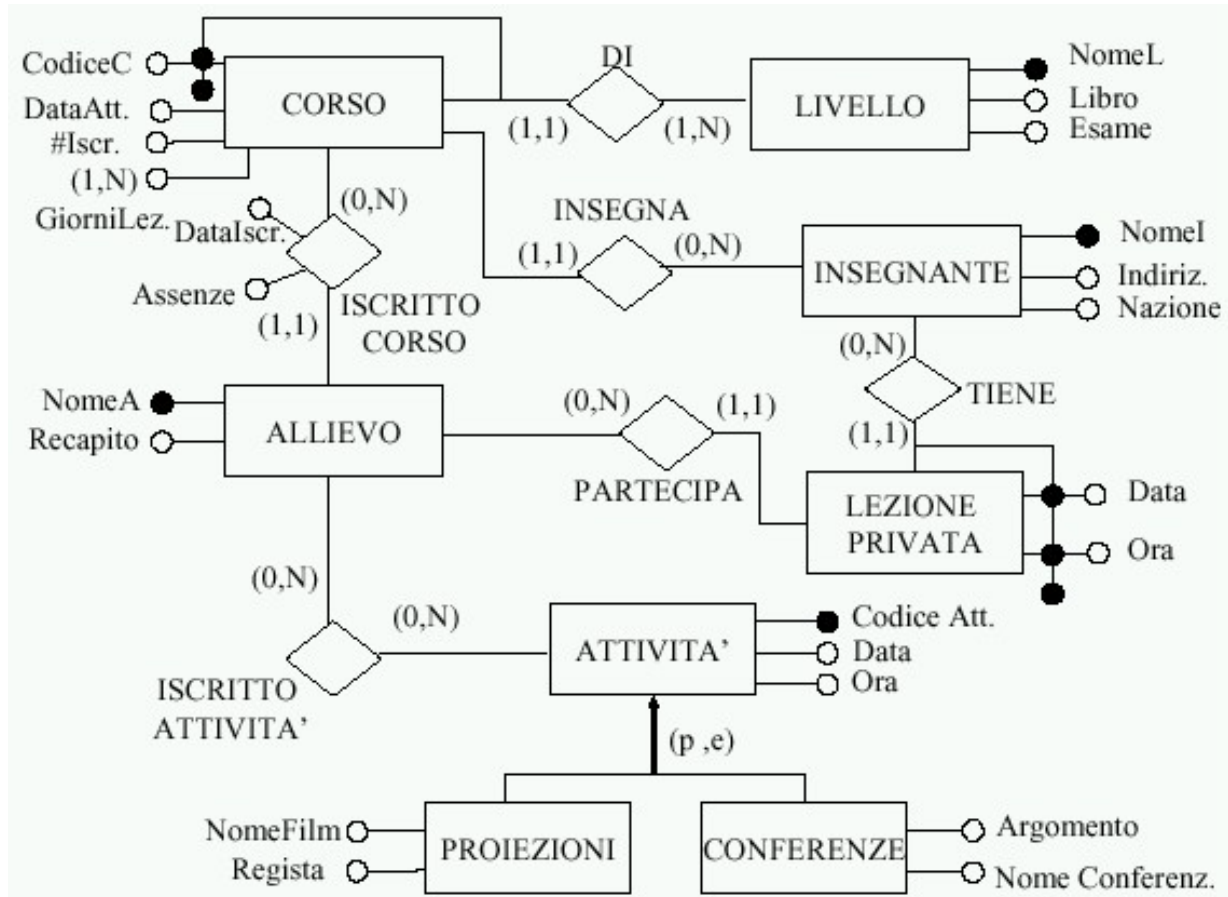 CodiceC
DataAtt.
#Iscr.
(1,N)
GiorniLez.
CORSO
DI
(1,1)
(1,N)
LIVELLO
NomeL
Libro
Esame
(0,N)
DataIscr.
Assenze
(1,1)
ISCRITTO
CORSO
INSEGNA
(1,1)
(0,N)
INSEGNANTE
NomeI
Indiriz.
Nazione
(0,N)
TIENE
(1,1)
NomeA
Recapito
ALLIEVO
(0,N)
(1,1)
PARTECIPA
LEZIONE
PRIVATA
Data
Ora
(0,N)
(0,N)
ISCRITTO
ATTIVITA'
ATTIVITA'
Codice Att.
Data
Ora
(p ,e)
NomeFilm
Regista
PROIEZIONI
CONFERENZE
Argomento
Nome Conferenz.